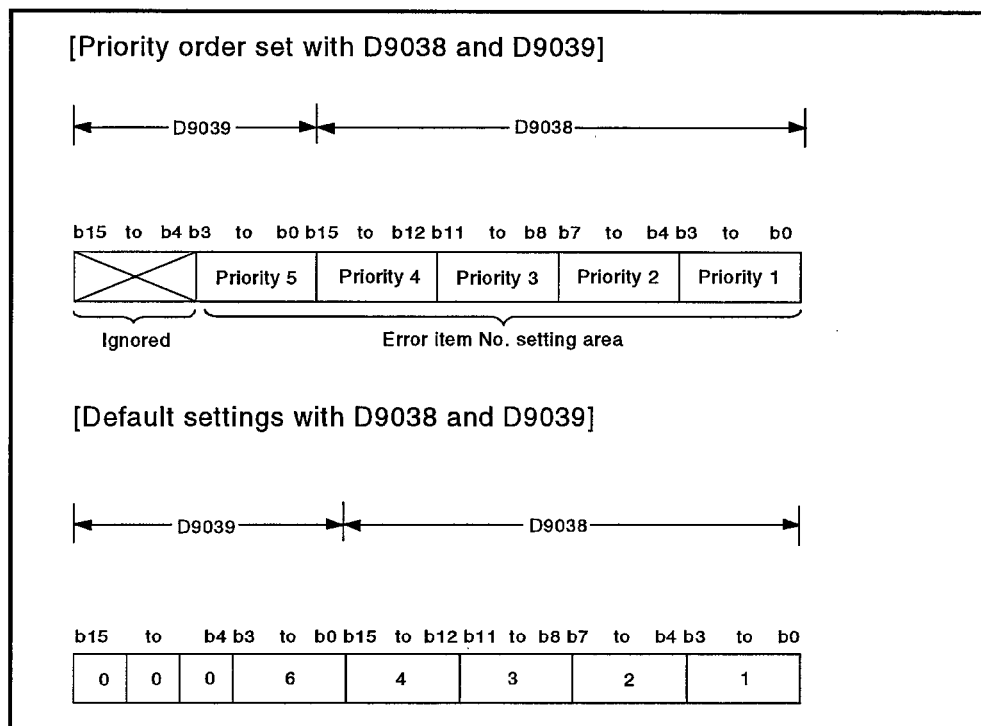 [Priority order set with D9038 and D9039]
D9039 D9038
b15 to b4 b3 to b0 b15 to b12 b11 to b8 b7 to b4 b3 to b0
Priority 5 Priority 4 Priority 3 Priority 2 Priority 1
Ignored Error item No. setting area
[Default settings with D9038 and D9039]
D9039 D9038
b15 to b4 b3 to b0 b15 to b12 b11 to b8 b7 to b4 b3 to b0
0 0 0 6 4 3 2 1